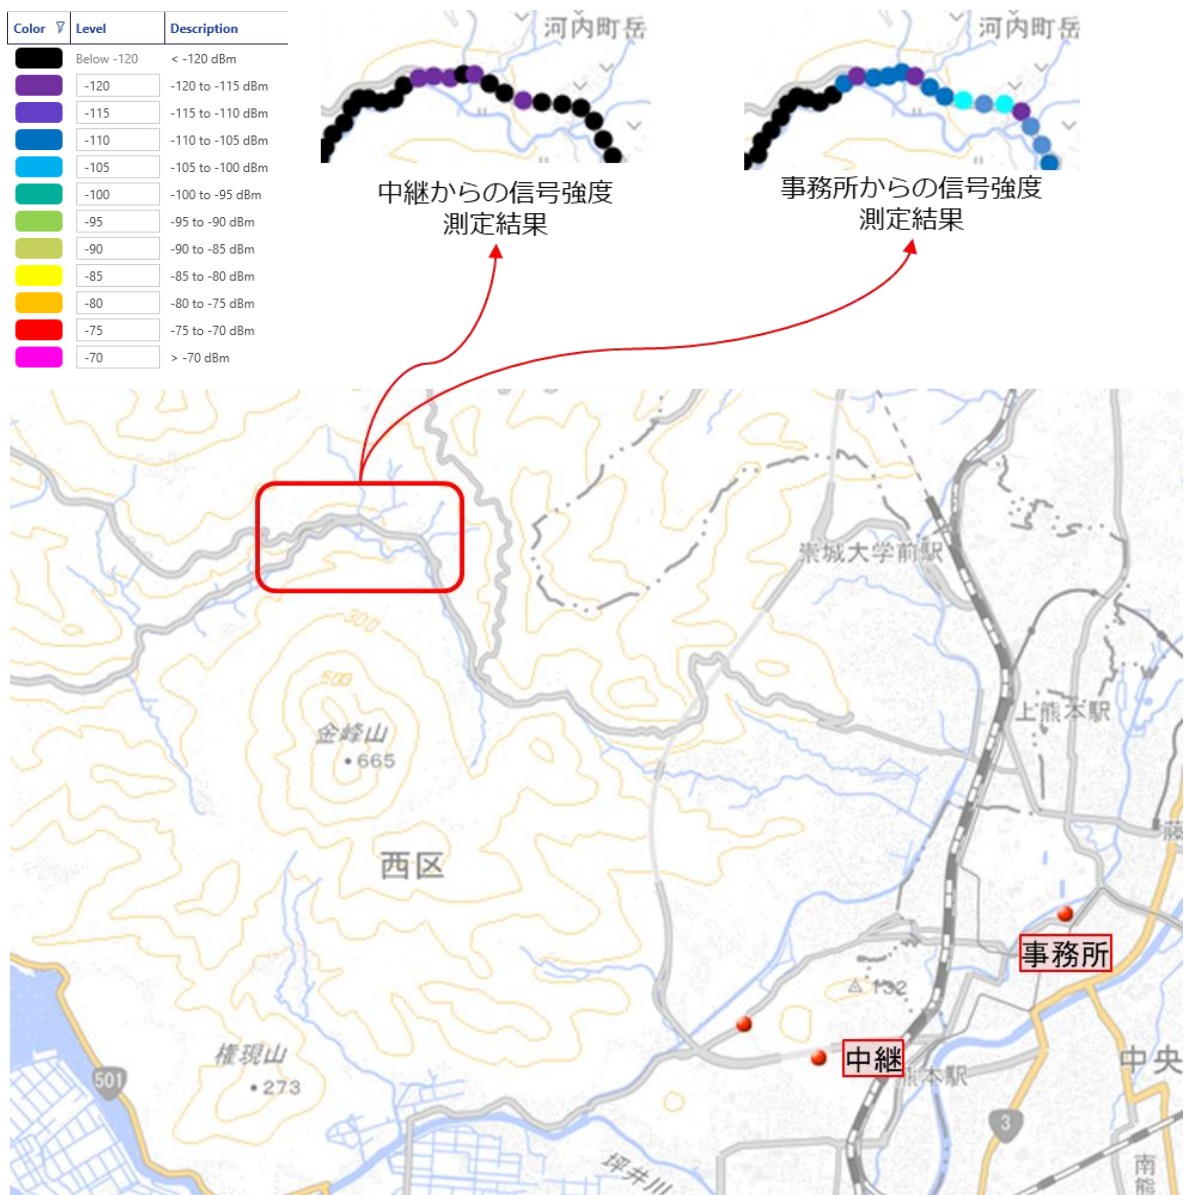 Color Level Description
Below -120 < -120 dBm
-120 -120 to -115 dBm
-115 -115 to -110 dBm
-110 -110 to -105 dBm
-105 -105 to -100 dBm
-100 -100 to -95 dBm
-95 -95 to -90 dBm
-90 -90 to -85 dBm
-85 -85 to -80 dBm
-80 -80 to -75 dBm
-75 -75 to -70 dBm
-70 > -70 dBm
河内町岳
中継からの信号強度
測定結果
河内町岳
事務所からの信号強度
測定結果
崇城大学前駅
300
500
金峰山
665
上熊本駅
藤
西区
事務所
132
中継
熊本駅
中央
権現山
273
501
3
坪井川
南
熊